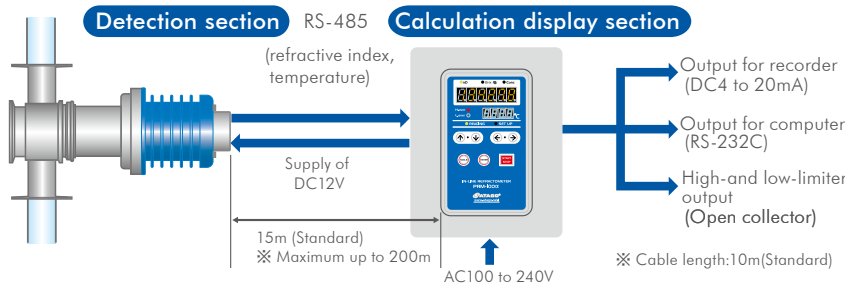 Detection section
RS-485
Calculation display section
(refractive index,
temperature)
Supply of
DC12V
15m (Standard)
※ Maximum up to 200m
IN-LINE REFRACTOMETER
ATAGO
AC100 to 240V
Output for recorder
(DC4 to 20mA)
Output for computer
(RS-232C)
High-and low-limiter
output
(Open collector)
※ Cable length:10m(Standard)